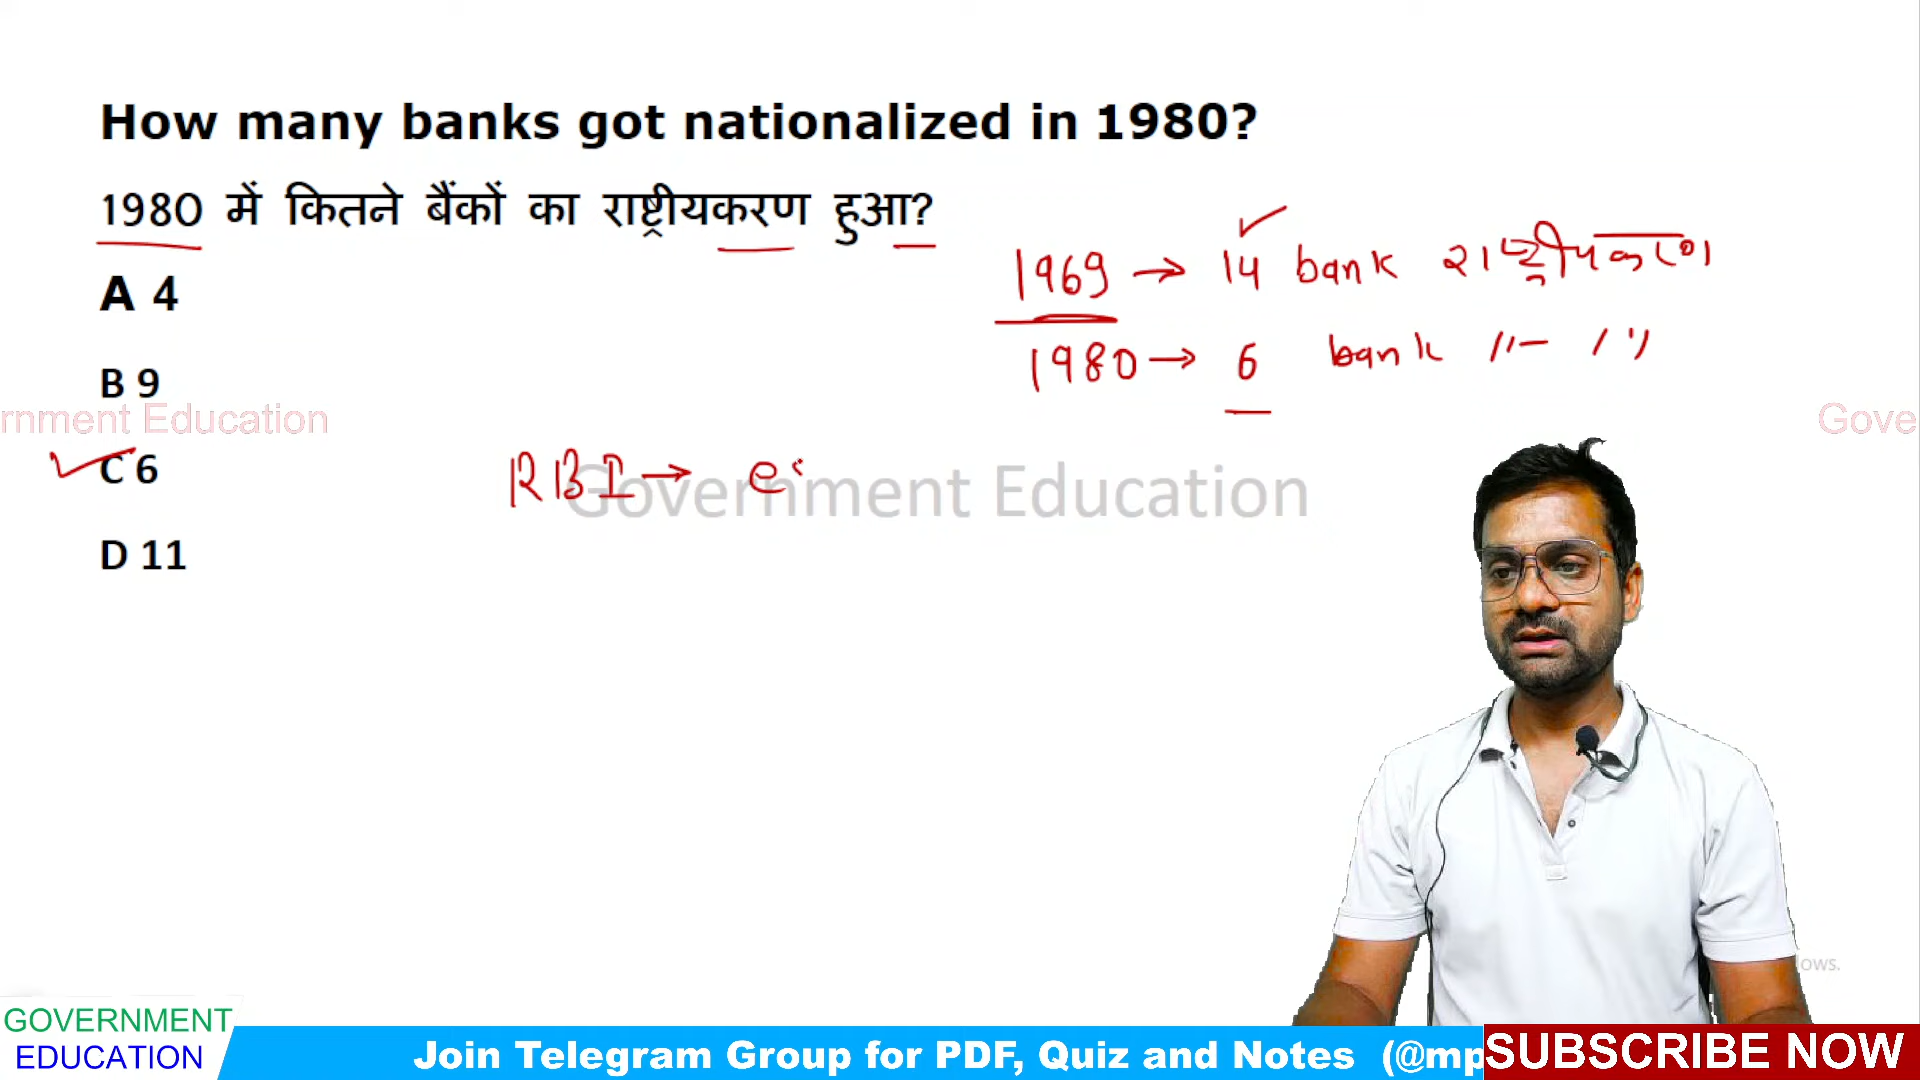 How many banks got nationalized in 1980?
1980 में कितने बैंकों का राष्ट्रीयकरण हुआ?
1969 → 14 bank राष्ट्रीयकरण
A 4
1980 → 6 bank
B 9
rnment Education
Gove
C 6
RBI →
Government Education
D 11
lows.
GOVERNMENT
EDUCATION
Join Telegram Group for PDF, Quiz and Notes (@mp
SUBSCRIBE NOW